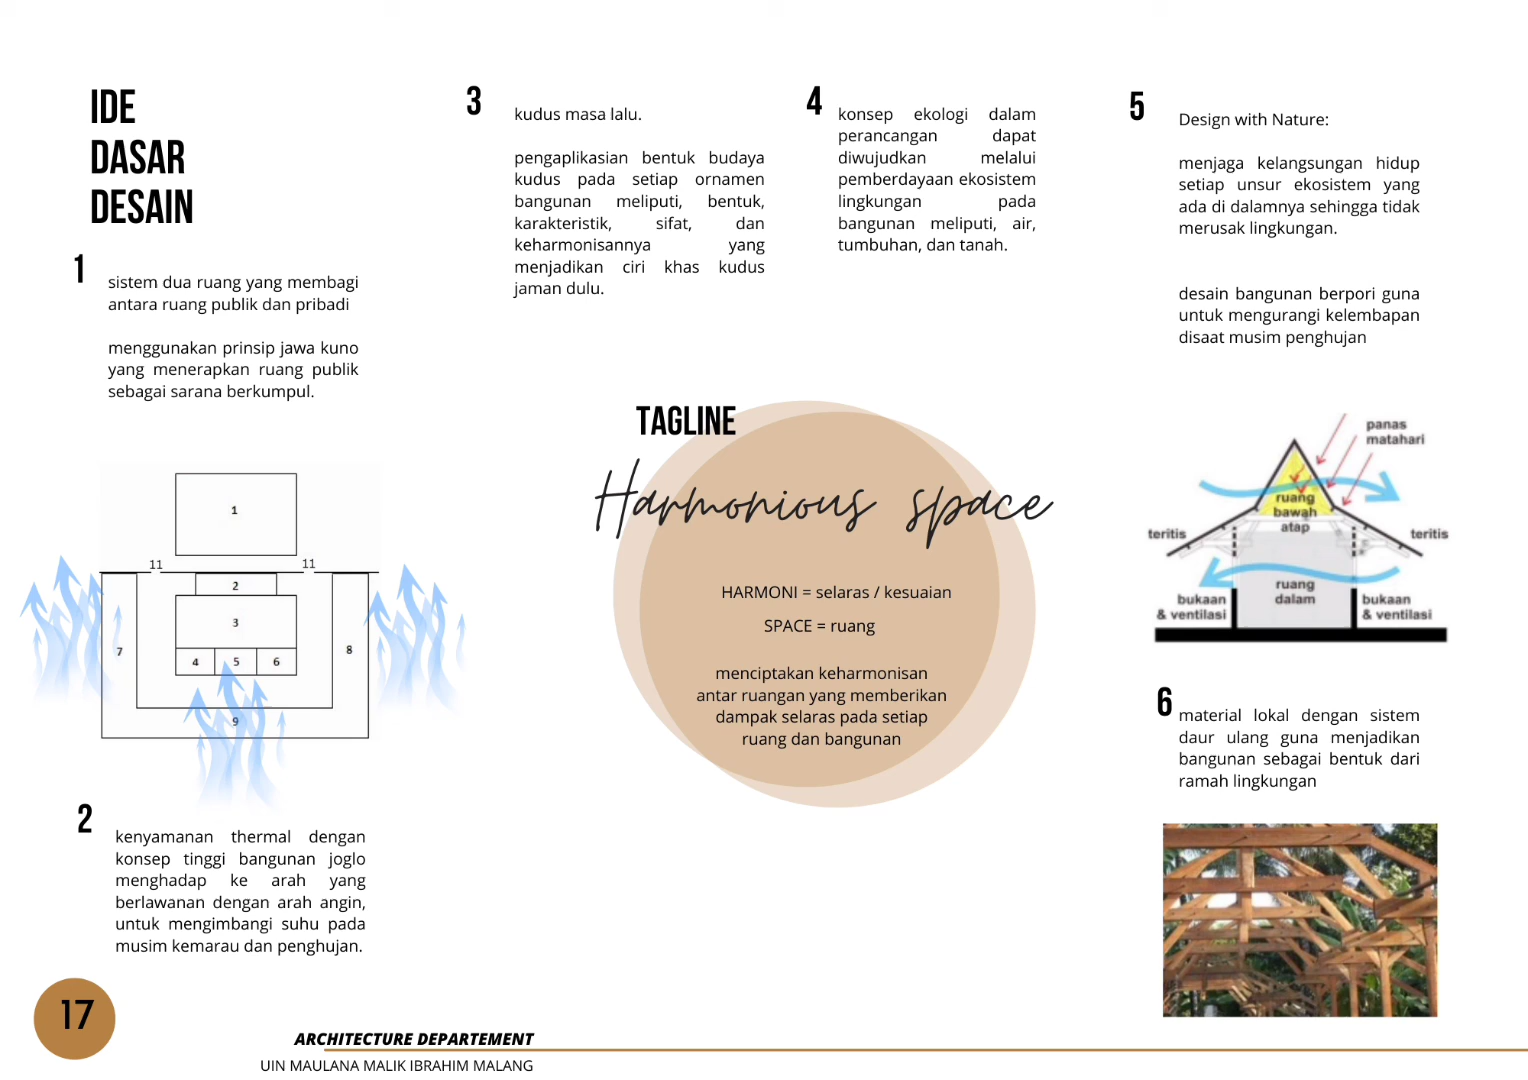 IDE
DASAR
DESAIN
1
sistem dua ruang yang membagi
antara ruang publik dan pribadi
menggunakan prinsip jawa kuno
yang menerapkan ruang publik
sebagai sarana berkumpul.
1
11
11
2
3
4
5
6
7
8
9
2
kenyamanan thermal dengan
konsep tinggi bangunan joglo
menghadap ke arah yang
berlawanan dengan arah angin,
untuk mengimbangi suhu pada
musim kemarau dan penghujan.
3
kudus masa lalu.
pengaplikasian bentuk budaya
kudus pada setiap ornamen
bangunan meliputi, bentuk,
karakteristik, sifat, dan
keharmonisannya yang
menjadikan ciri khas kudus
jaman dulu.
4
konsep ekologi dalam
perancangan dapat
diwujudkan melalui
pemberdayaan ekosistem
lingkungan pada
bangunan meliputi, air,
tumbuhan, dan tanah.
TAGLINE
Harmonious space
HARMONI = selaras / kesuaian
SPACE = ruang
menciptakan keharmonisan
antar ruangan yang memberikan
dampak selaras pada setiap
ruang dan bangunan
5
Design with Nature:
menjaga kelangsungan hidup
setiap unsur ekosistem yang
ada di dalamnya sehingga tidak
merusak lingkungan.
desain bangunan berpori guna
untuk mengurangi kelembapan
disaat musim penghujan
panas
matahari
ruang
bawah
atap
teritis
teritis
ruang
dalam
bukaan
& ventilasi
bukaan
& ventilasi
6
material lokal dengan sistem
daur ulang guna menjadikan
bangunan sebagai bentuk dari
ramah lingkungan
17
ARCHITECTURE DEPARTEMENT
UIN MAULANA MALIK IBRAHIM MALANG